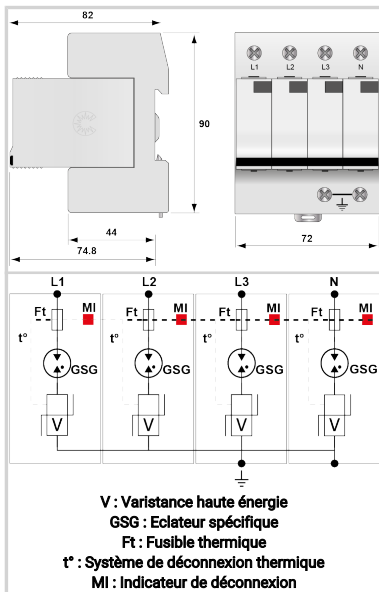 82
L1 L2 L3 N
90
44
74.8
72
L1 L2 L3 N
Ft MI Ft MI Ft MI Ft MI
t° t° t° t°
GSG GSG GSG GSG
V V V V
V : Varistance haute énergie
GSG : Eclateur spécifique
Ft : Fusible thermique
t° : Système de déconnexion thermique
MI : Indicateur de déconnexion